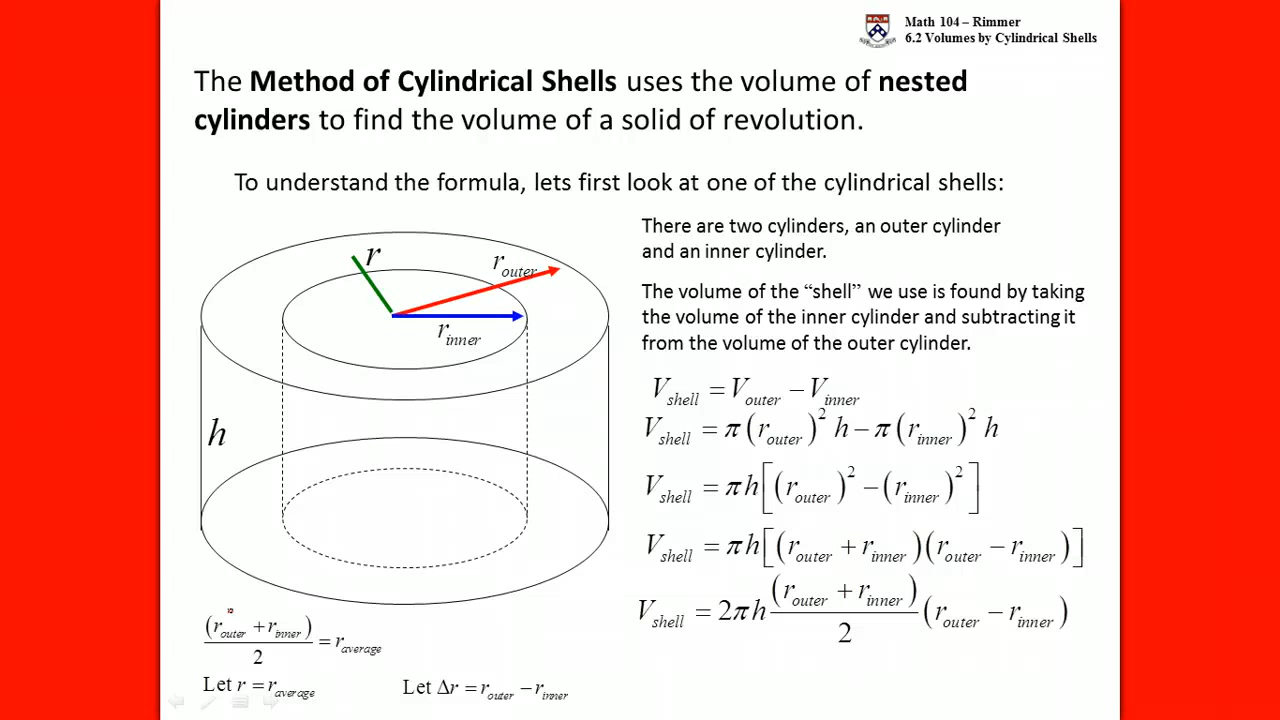 Math 104 – Rimmer
6.2 Volumes by Cylindrical Shells
The Method of Cylindrical Shells uses the volume of nested
cylinders to find the volume of a solid of revolution.
To understand the formula, lets first look at one of the cylindrical shells:
There are two cylinders, an outer cylinder
and an inner cylinder.
The volume of the “shell” we use is found by taking
the volume of the inner cylinder and subtracting it
from the volume of the outer cylinder.
r
r_outer
r_inner
h
V_shell = V_outer − V_inner
V_shell = π(r_outer)² h − π(r_inner)² h
V_shell = πh[(r_outer)² − (r_inner)²]
V_shell = πh[(r_outer + r_inner)(r_outer − r_inner)]
V_shell = 2πh (r_outer + r_inner)/2 (r_outer − r_inner)
(r_outer + r_inner)/2 = r_average
Let r = r_average
Let Δr = r_outer − r_inner